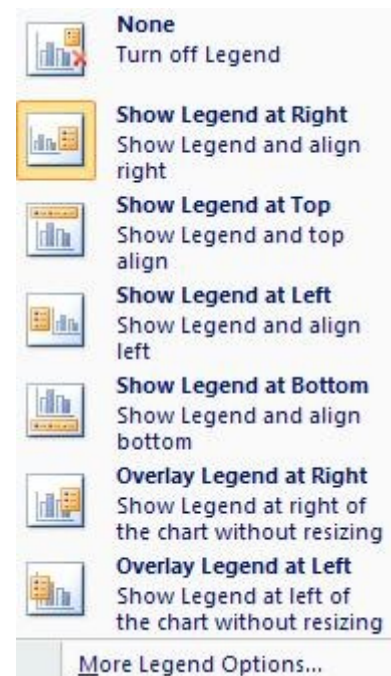 None
Turn off Legend
Show Legend at Right
Show Legend and align
right
Show Legend at Top
Show Legend and top
align
Show Legend at Left
Show Legend and align
left
Show Legend at Bottom
Show Legend and align
bottom
Overlay Legend at Right
Show Legend at right of
the chart without resizing
Overlay Legend at Left
Show Legend at left of
the chart without resizing
More Legend Options...